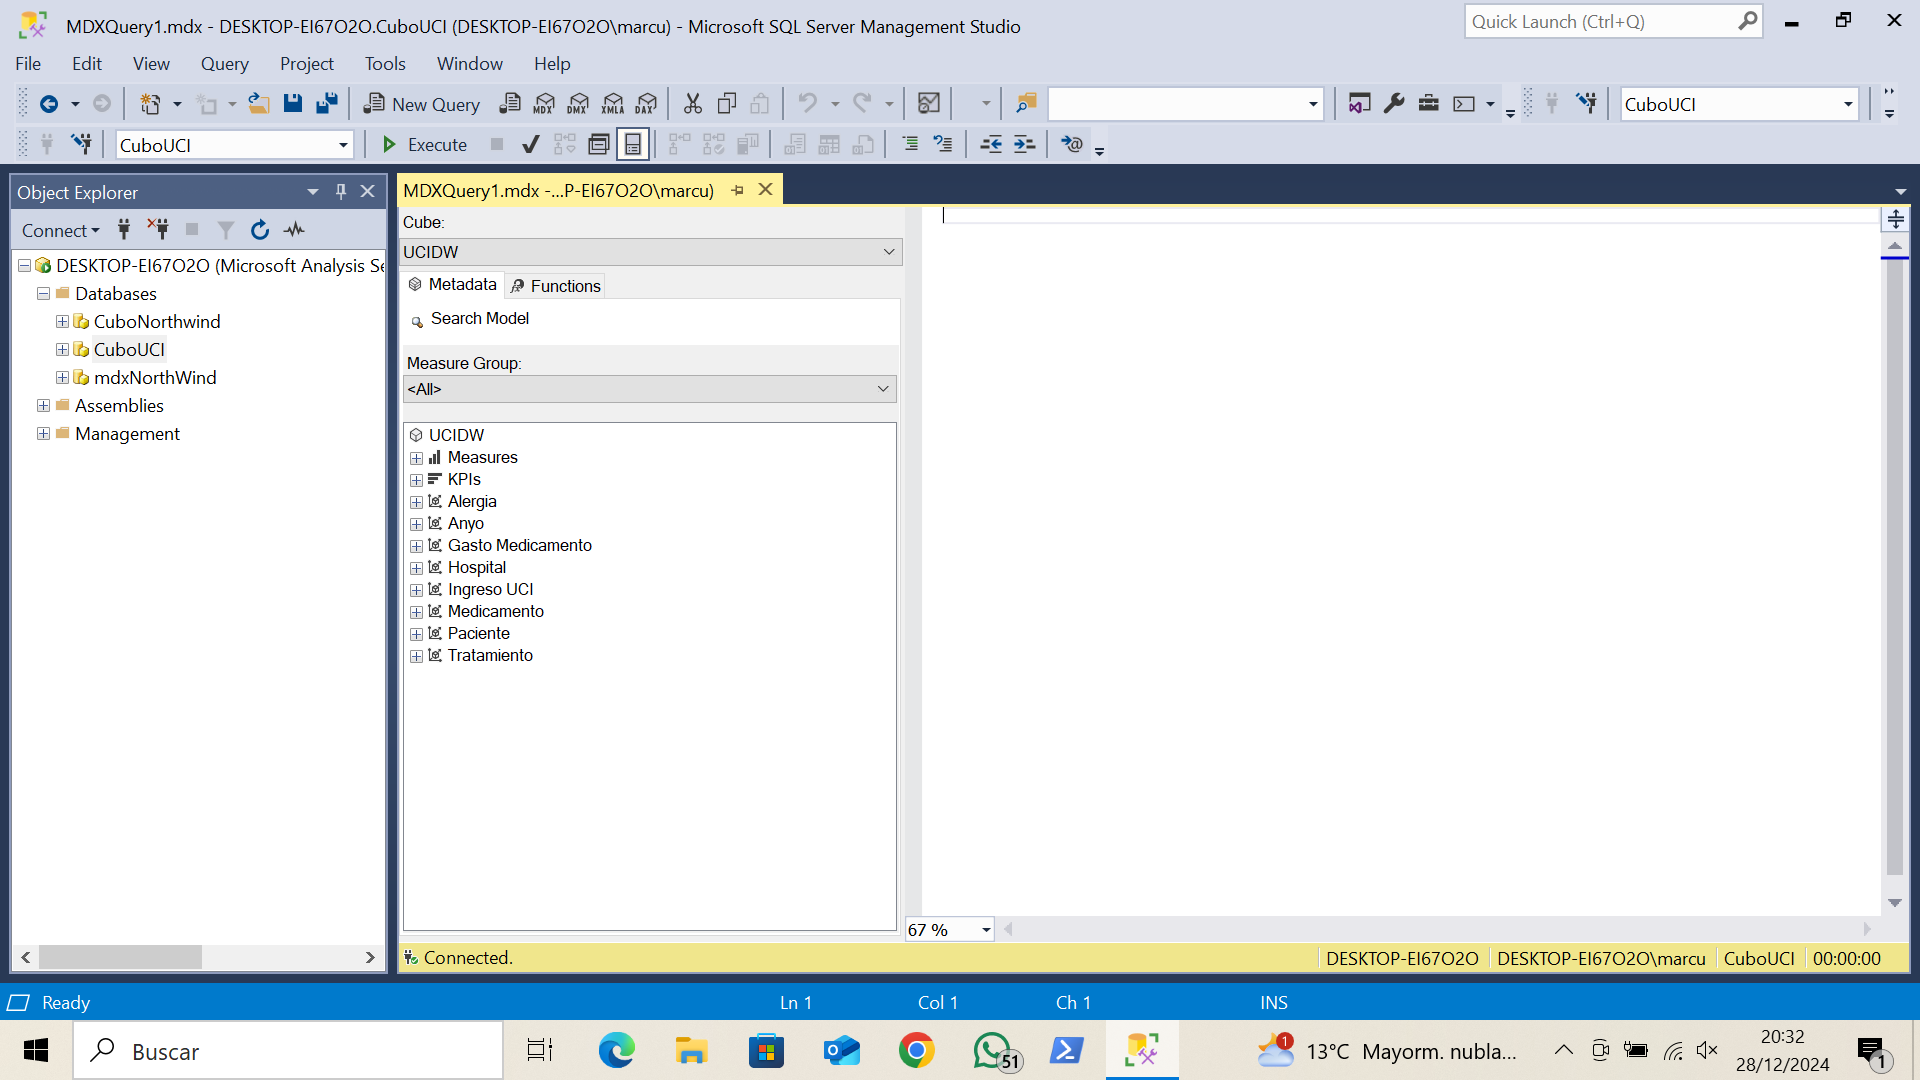 MDXQuery1.mdx - DESKTOP-EI67O2O.CuboUCI (DESKTOP-EI67O2O\marcu) - Microsoft SQL Server Management Studio
Quick Launch (Ctrl+Q)
File Edit View Query Project Tools Window Help
New Query MDX DMX XMLA DAX CuboUCI
CuboUCI Execute
Object Explorer
MDXQuery1.mdx -...P-EI67O2O\marcu)
Connect
DESKTOP-EI67O2O (Microsoft Analysis Se
Databases
CuboNorthwind
CuboUCI
mdxNorthWind
Assemblies
Management
Cube:
UCIDW
Metadata Functions
Search Model
Measure Group:
<All>
UCIDW
Measures
KPIs
Alergia
Anyo
Gasto Medicamento
Hospital
Ingreso UCI
Medicamento
Paciente
Tratamiento
67 %
Connected. DESKTOP-EI67O2O DESKTOP-EI67O2O\marcu CuboUCI 00:00:00
Ready Ln 1 Col 1 Ch 1 INS
Buscar 51 1 13°C Mayorm. nubla... 20:32
28/12/2024 1